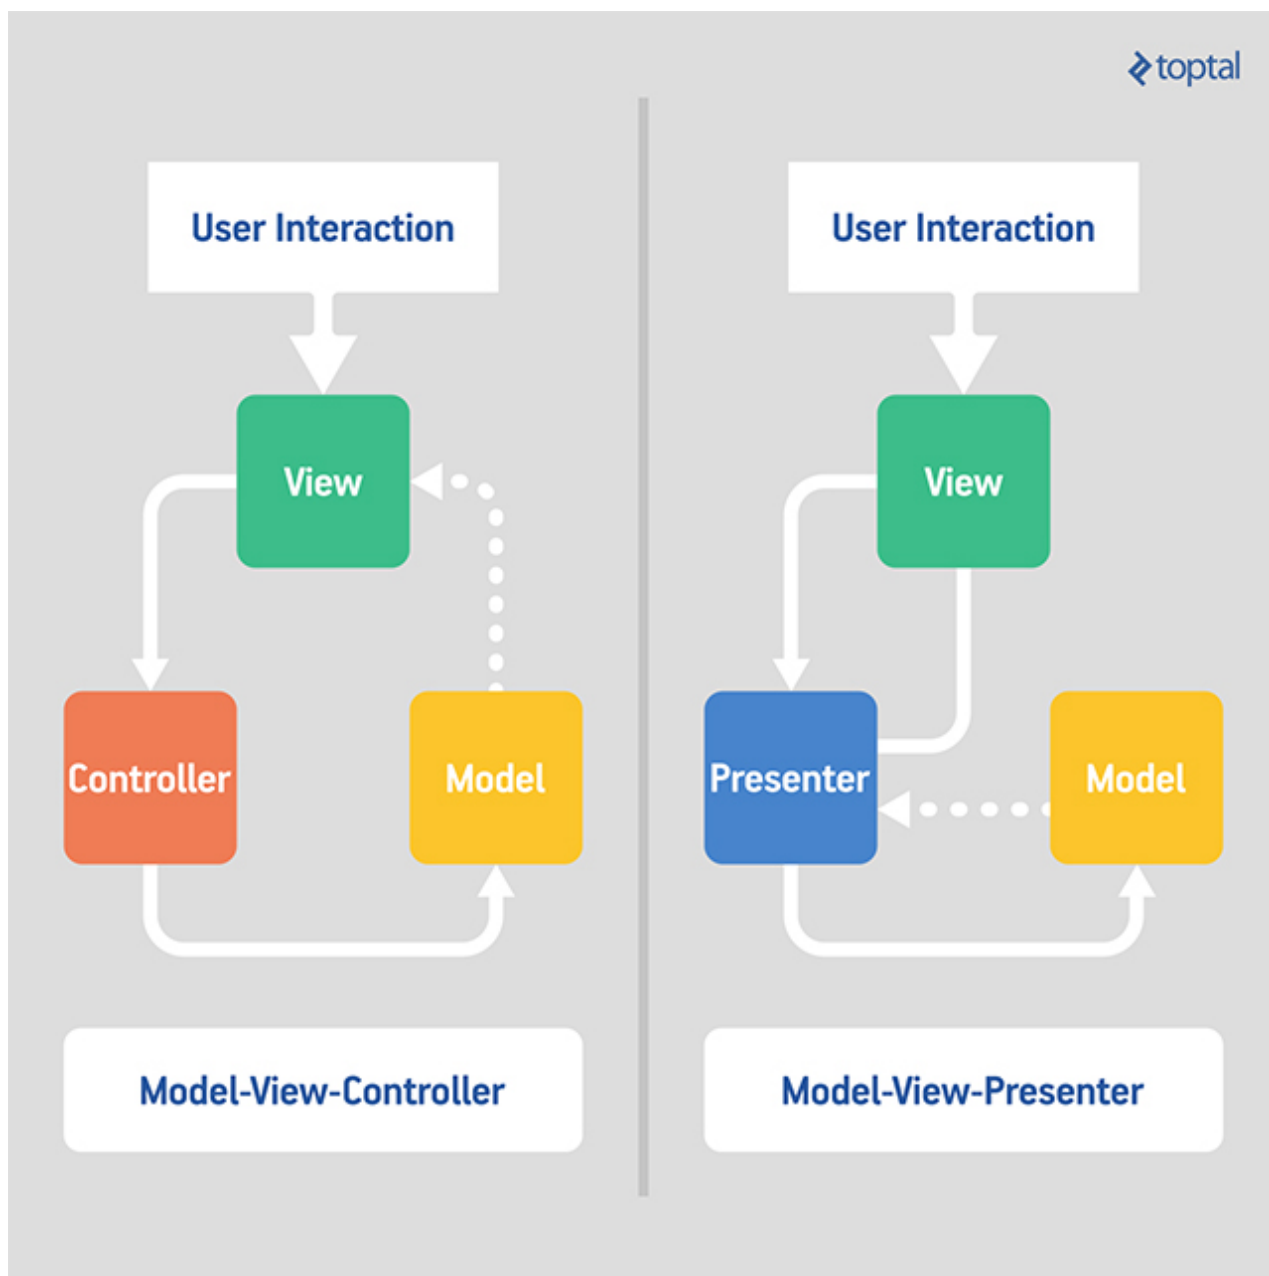 toptal
User Interaction
View
Controller
Model
Model-View-Controller
User Interaction
View
Presenter
Model
Model-View-Presenter